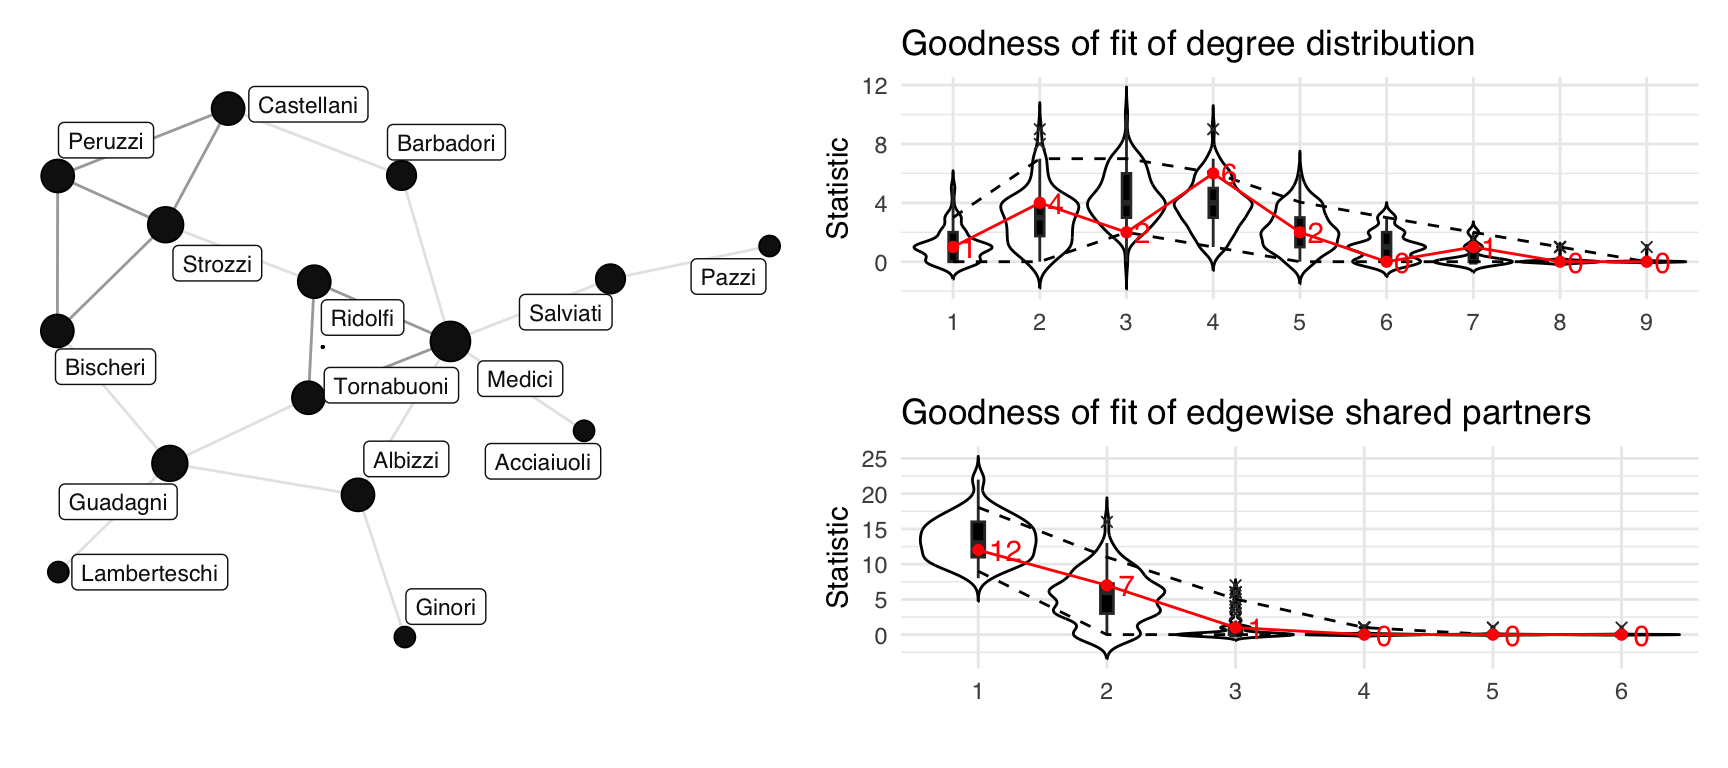 Castellani
Peruzzi
Barbadori
Strozzi
Pazzi
Ridolfi
Salviati
Bischeri
Tornabuoni
Medici
Albizzi
Acciaiuoli
Guadagni
Lamberteschi
Ginori
Goodness of fit of degree distribution
Statistic
12
8
4
0
1
4
2
6
2
0
1
0
0
1 2 3 4 5 6 7 8 9
Goodness of fit of edgewise shared partners
Statistic
25
20
15
10
5
0
12
7
1
0
0
0
1 2 3 4 5 6